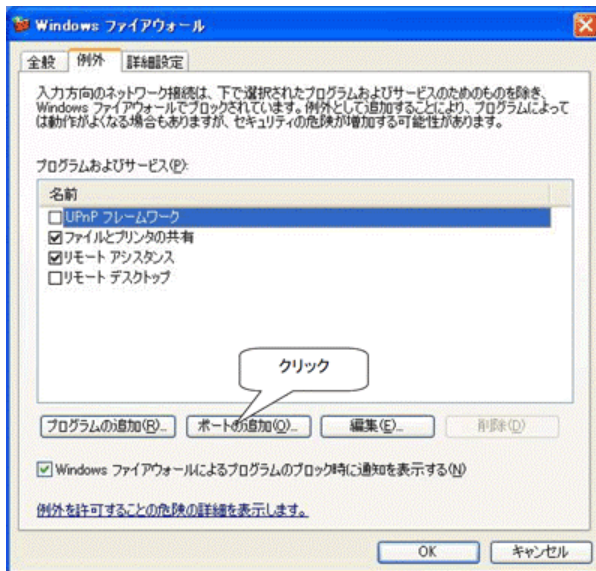 Windows ファイアウォール
全般 例外 詳細設定
入力方向のネットワーク接続は、下で選択されたプログラムおよびサービスのためのものを除き、
Windows ファイアウォールでブロックされています。例外として追加することにより、プログラムによって
は動作がよくなる場合もありますが、セキュリティの危険が増加する可能性があります。
プログラムおよびサービス(P):
名前
UPnP フレームワーク
ファイルとプリンタの共有
リモート アシスタンス
リモート デスクトップ
クリック
プログラムの追加(R)... ポートの追加(O)... 編集(E)... 削除(D)
Windows ファイアウォールによるプログラムのブロック時に通知を表示する(N)
例外を許可することの危険の詳細を表示します。
OK キャンセル